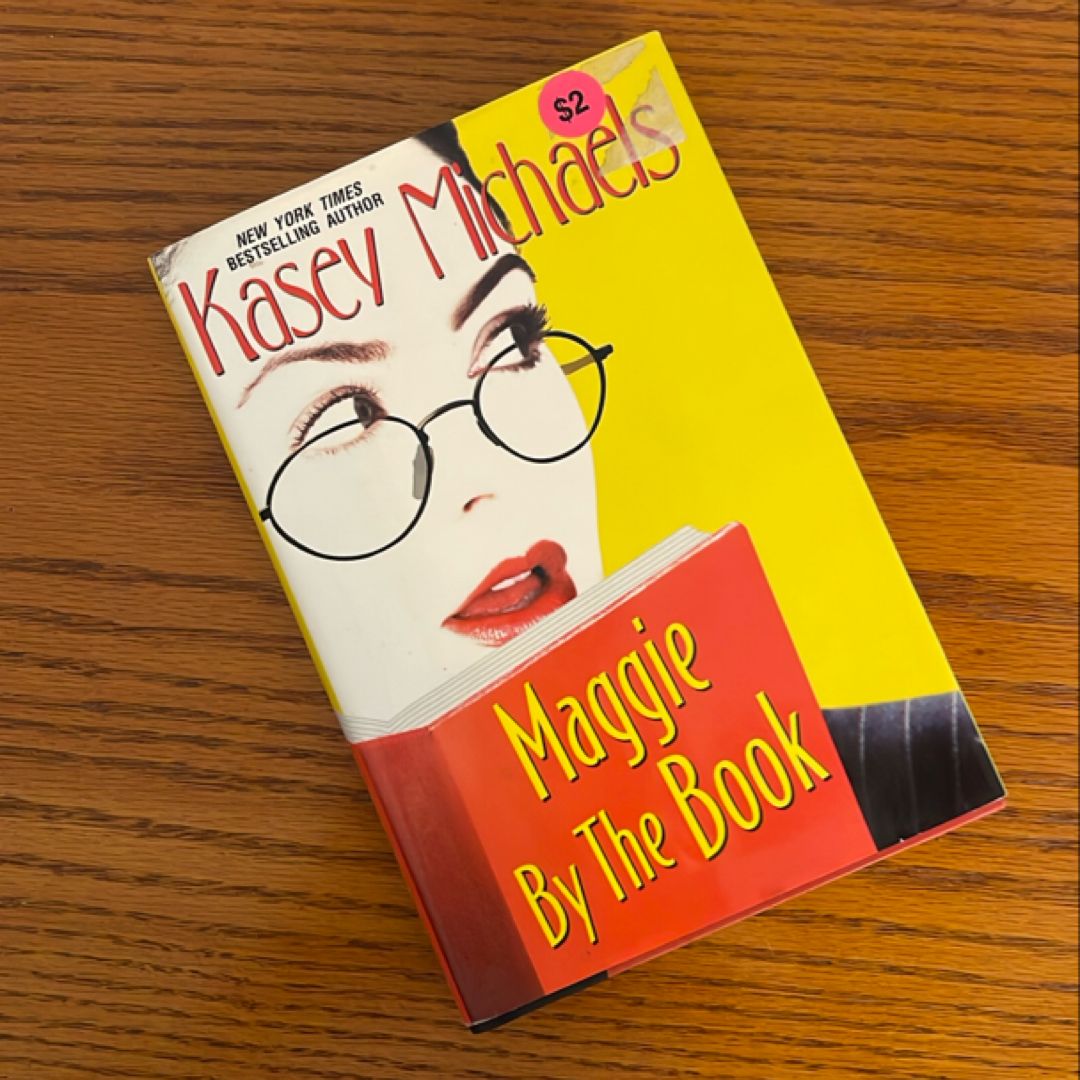 $2
NEW YORK TIMES
BESTSELLING AUTHOR
Kasey Michaels
Maggie
By The Book